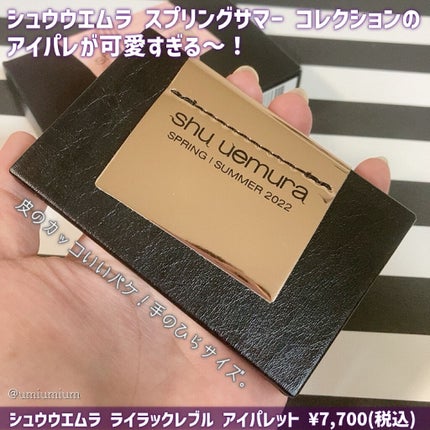 シュウウエムラ スプリングサマー コレクションの
アイパレが可愛すぎる～！
shu uemura
SPRING | SUMMER 2022
皮のカッコいいパケ！手のひらサイズ。
@umiumium
シュウウエムラ ライラックレブル アイパレット ¥7,700(税込)